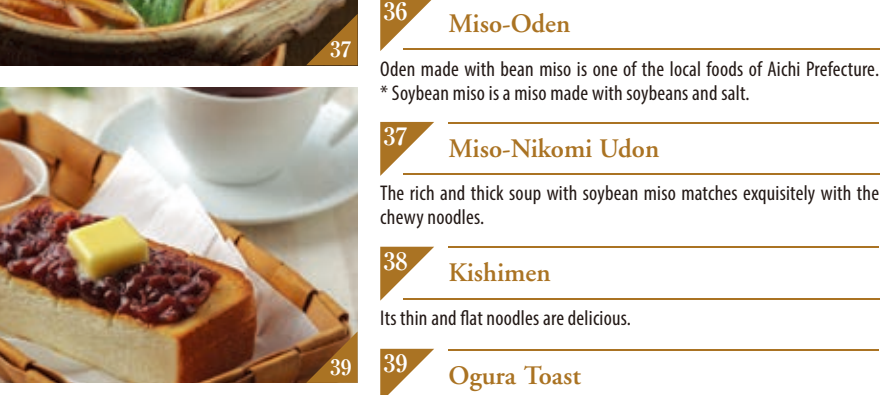 37
39
36
Miso-Oden
Oden made with bean miso is one of the local foods of Aichi Prefecture.
* Soybean miso is a miso made with soybeans and salt.
37
Miso-Nikomi Udon
The rich and thick soup with soybean miso matches exquisitely with the
chewy noodles.
38
Kishimen
Its thin and flat noodles are delicious.
39
Ogura Toast